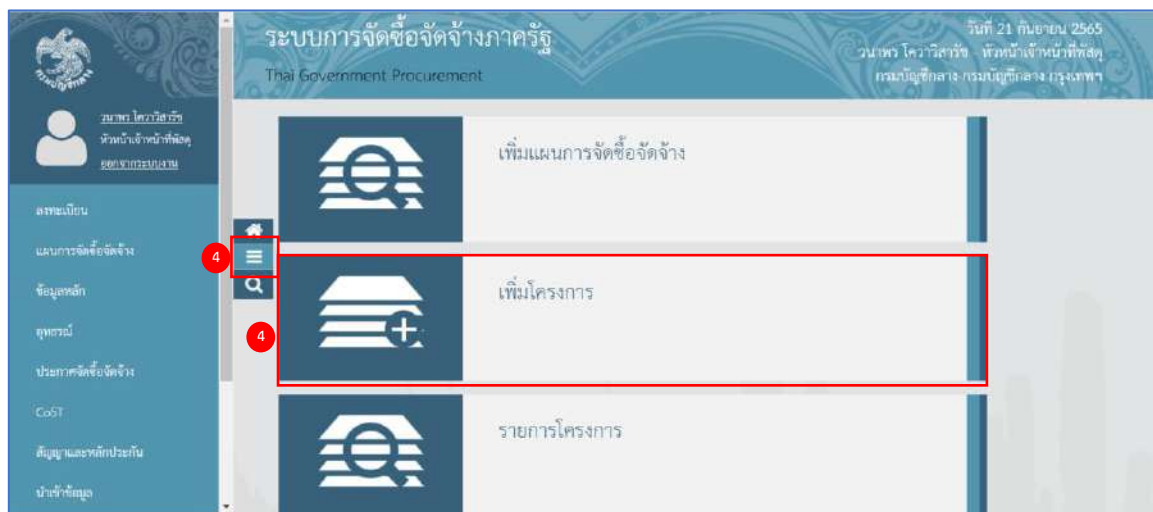 ระบบการจัดซื้อจัดจ้างภาครัฐ
Thai Government Procurement
วันที่ 21 กันยายน 2565
วนาพร โควาวิสารัช - หัวหน้าเจ้าหน้าที่พัสดุ
กรมบัญชีกลาง กรมบัญชีกลาง กรุงเทพฯ
กรมบัญชีกลาง
วนาพร โควาวิสารัช
หัวหน้าเจ้าหน้าที่พัสดุ
ออกจากระบบงาน
ลงทะเบียน
แผนการจัดซื้อจัดจ้าง
ข้อมูลหลัก
อุทธรณ์
ประกาศจัดซื้อจัดจ้าง
CoST
สัญญาและหลักประกัน
นำเข้าข้อมูล
4
4
เพิ่มแผนการจัดซื้อจัดจ้าง
เพิ่มโครงการ
รายการโครงการ